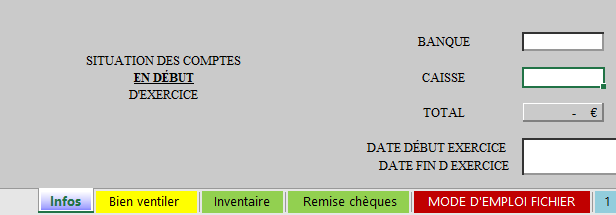 BANQUE
SITUATION DES COMPTES
EN DÉBUT
D'EXERCICE
CAISSE
TOTAL
- €
DATE DÉBUT EXERCICE
DATE FIN D EXERCICE
Infos
Bien ventiler
Inventaire
Remise chèques
MODE D'EMPLOI FICHIER
1